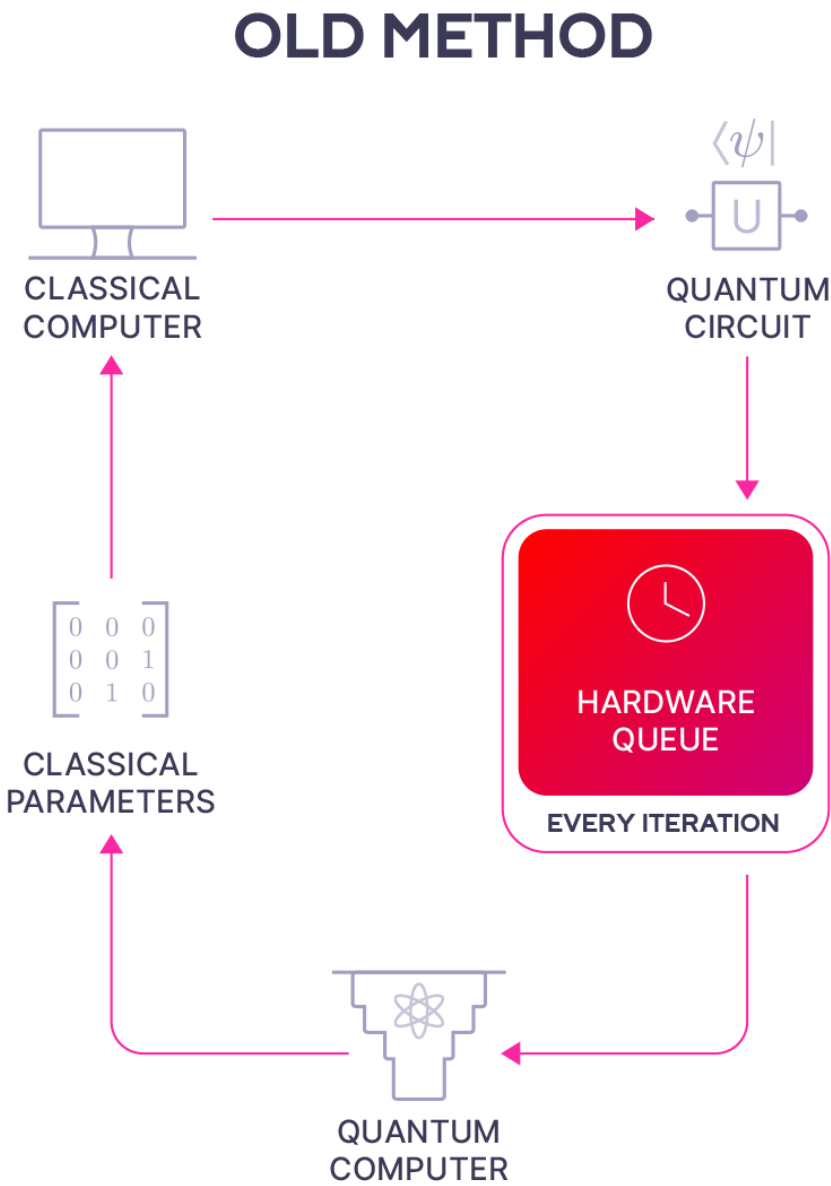 OLD METHOD
⟨ψ|
U
CLASSICAL
COMPUTER
QUANTUM
CIRCUIT
HARDWARE
QUEUE
EVERY ITERATION
0 0 0
0 0 1
0 1 0
CLASSICAL
PARAMETERS
QUANTUM
COMPUTER